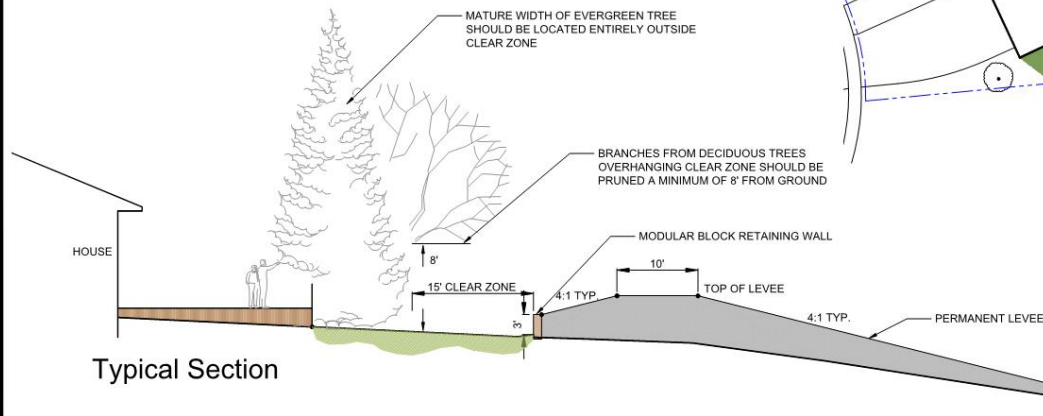 MATURE WIDTH OF EVERGREEN TREE
SHOULD BE LOCATED ENTIRELY OUTSIDE
CLEAR ZONE
BRANCHES FROM DECIDUOUS TREES
OVERHANGING CLEAR ZONE SHOULD BE
PRUNED A MINIMUM OF 8' FROM GROUND
MODULAR BLOCK RETAINING WALL
HOUSE
8'
10'
15' CLEAR ZONE
4:1 TYP.
TOP OF LEVEE
3'
4:1 TYP.
PERMANENT LEVEE
Typical Section